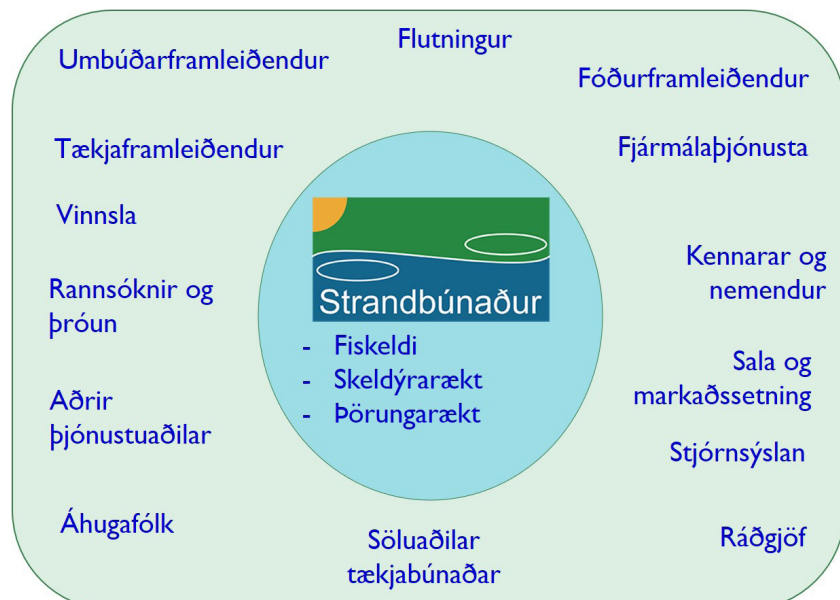 Flutningur
Umbúðarframleiðendur
Fóðurframleiðendur
Tækjaframleiðendur
Fjármálaþjónusta
Vinnsla
Kennarar og
nemendur
Rannsóknir og
þróun
Strandbúnaður
- Fiskeldi
- Skeldýrarækt
- Þörungarækt
Sala og
markaðssetning
Aðrir
þjónustuaðilar
Stjórnsýslan
Áhugafólk
Söluaðilar
tækjabúnaðar
Ráðgjöf